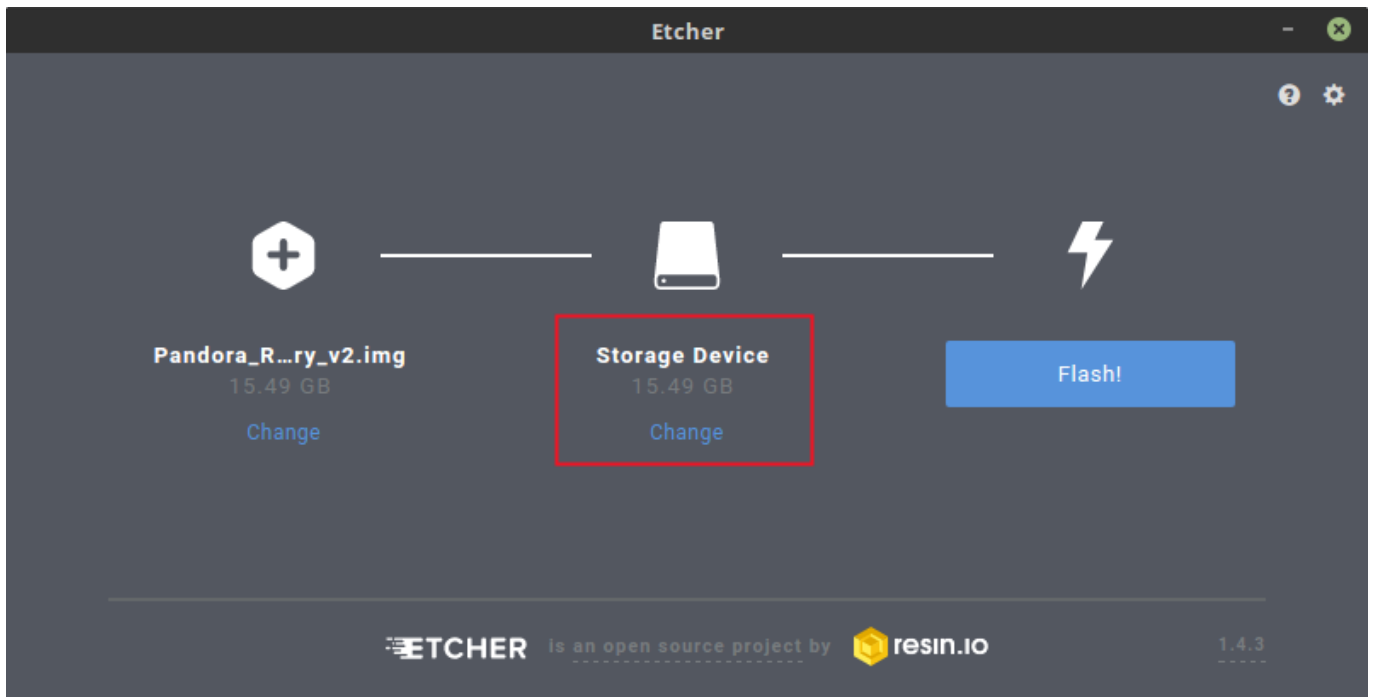 Etcher
Pandora_R...ry_v2.img
15.49 GB
Change
Storage Device
15.49 GB
Change
Flash!
ETCHER is an open source project by resin.io
1.4.3